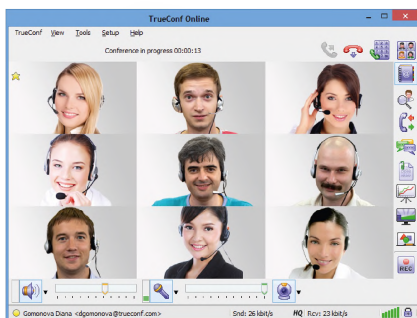 TrueConf Online
TrueConf View Tools Setup Help
Conference in progress 00:00:13
REC
Gomonova Diana <dgomonova@trueconf.com> Snd: 26 kbit/s HQ Rcv: 23 kbit/s